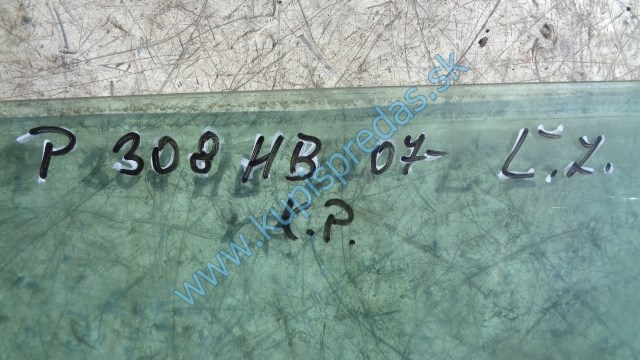 P 308 HB 07- Ľ.Z.
K.P.
www.kupispredas.sk